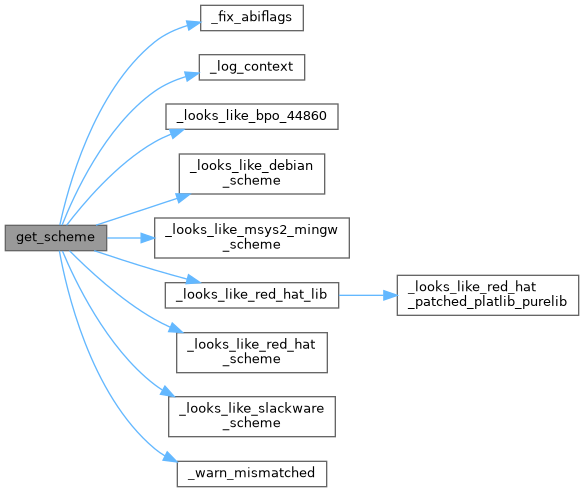 _fix_abiflags
_log_context
_looks_like_bpo_44860
_looks_like_debian
_scheme
get_scheme
_looks_like_msys2_mingw
_scheme
_looks_like_red_hat_lib
_looks_like_red_hat
_patched_platlib_purelib
_looks_like_red_hat
_scheme
_looks_like_slackware
_scheme
_warn_mismatched